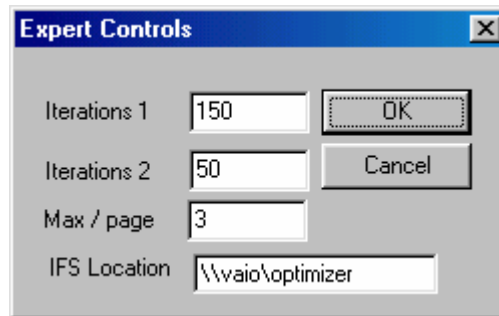 Expert Controls
Iterations 1 150 OK
Iterations 2 50 Cancel
Max / page 3
IFS Location \\vaio\optimizer